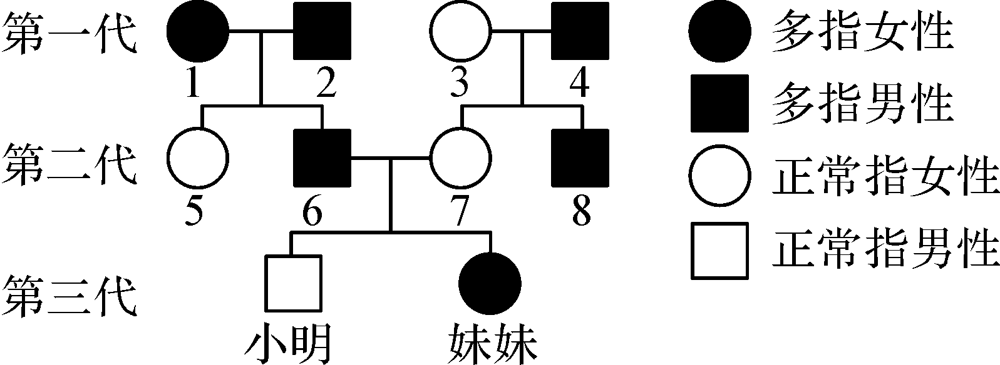 第一代
1 2 3 4
第二代
5 6 7 8
第三代
小明 妹妹
多指女性
多指男性
正常指女性
正常指男性